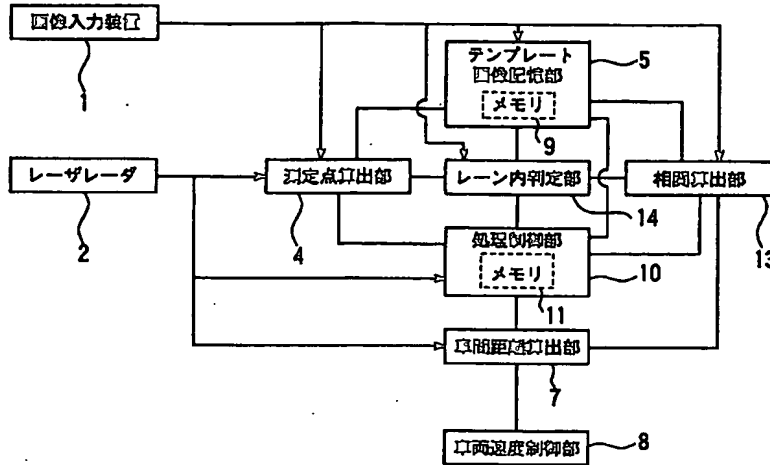 画像入力装置
1
テンプレート
画像記憶部
メモリ
5
9
レーザレーダ
2
測定点算出部
4
レーン内判定部
14
相関算出部
13
処理制御部
メモリ
10
11
車間距離算出部
7
車両速度制御部
8